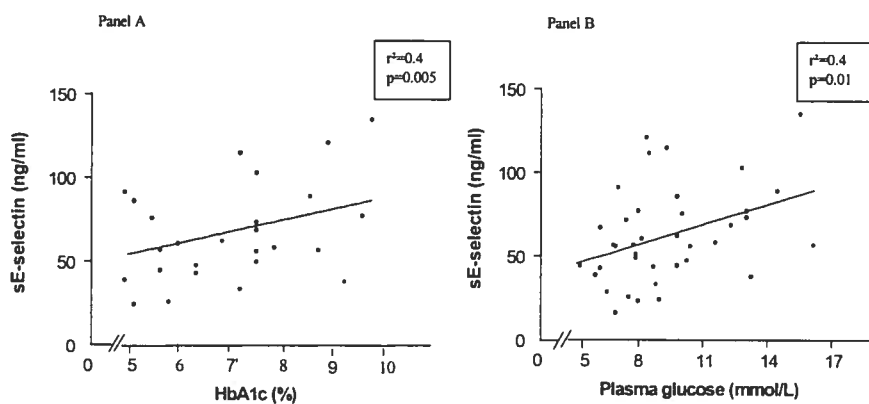 Panel A
r²=0.4
p=0.005
sE-selectin (ng/ml)
150
100
50
0
0 5 6 7 8 9 10
HbA1c (%)
Panel B
r²=0.4
p=0.01
sE-selectin (ng/ml)
150
100
50
0
0 5 8 11 14 17
Plasma glucose (mmol/L)